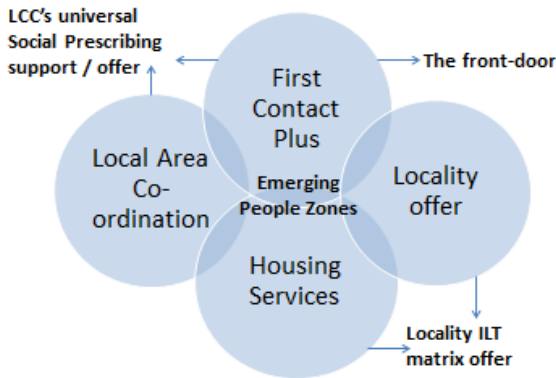 LCC's universal
Social Prescribing
support / offer
The front-door
First
Contact
Plus
Local Area
Co-
ordination
Emerging
People Zones
Locality
offer
Housing
Services
Locality ILT
matrix offer